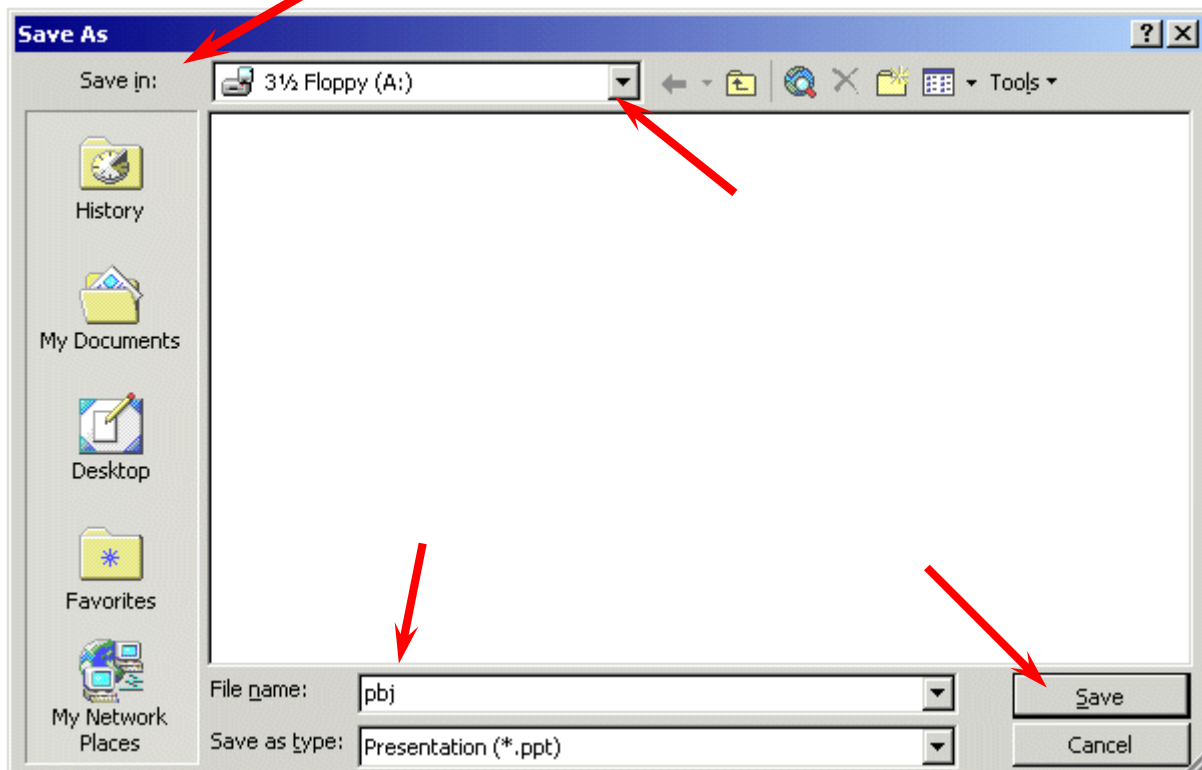 Save As
Save in:
3½ Floppy (A:)
Tools
History
My Documents
Desktop
Favorites
My Network
Places
File name:
pbj
Save
Save as type:
Presentation (*.ppt)
Cancel